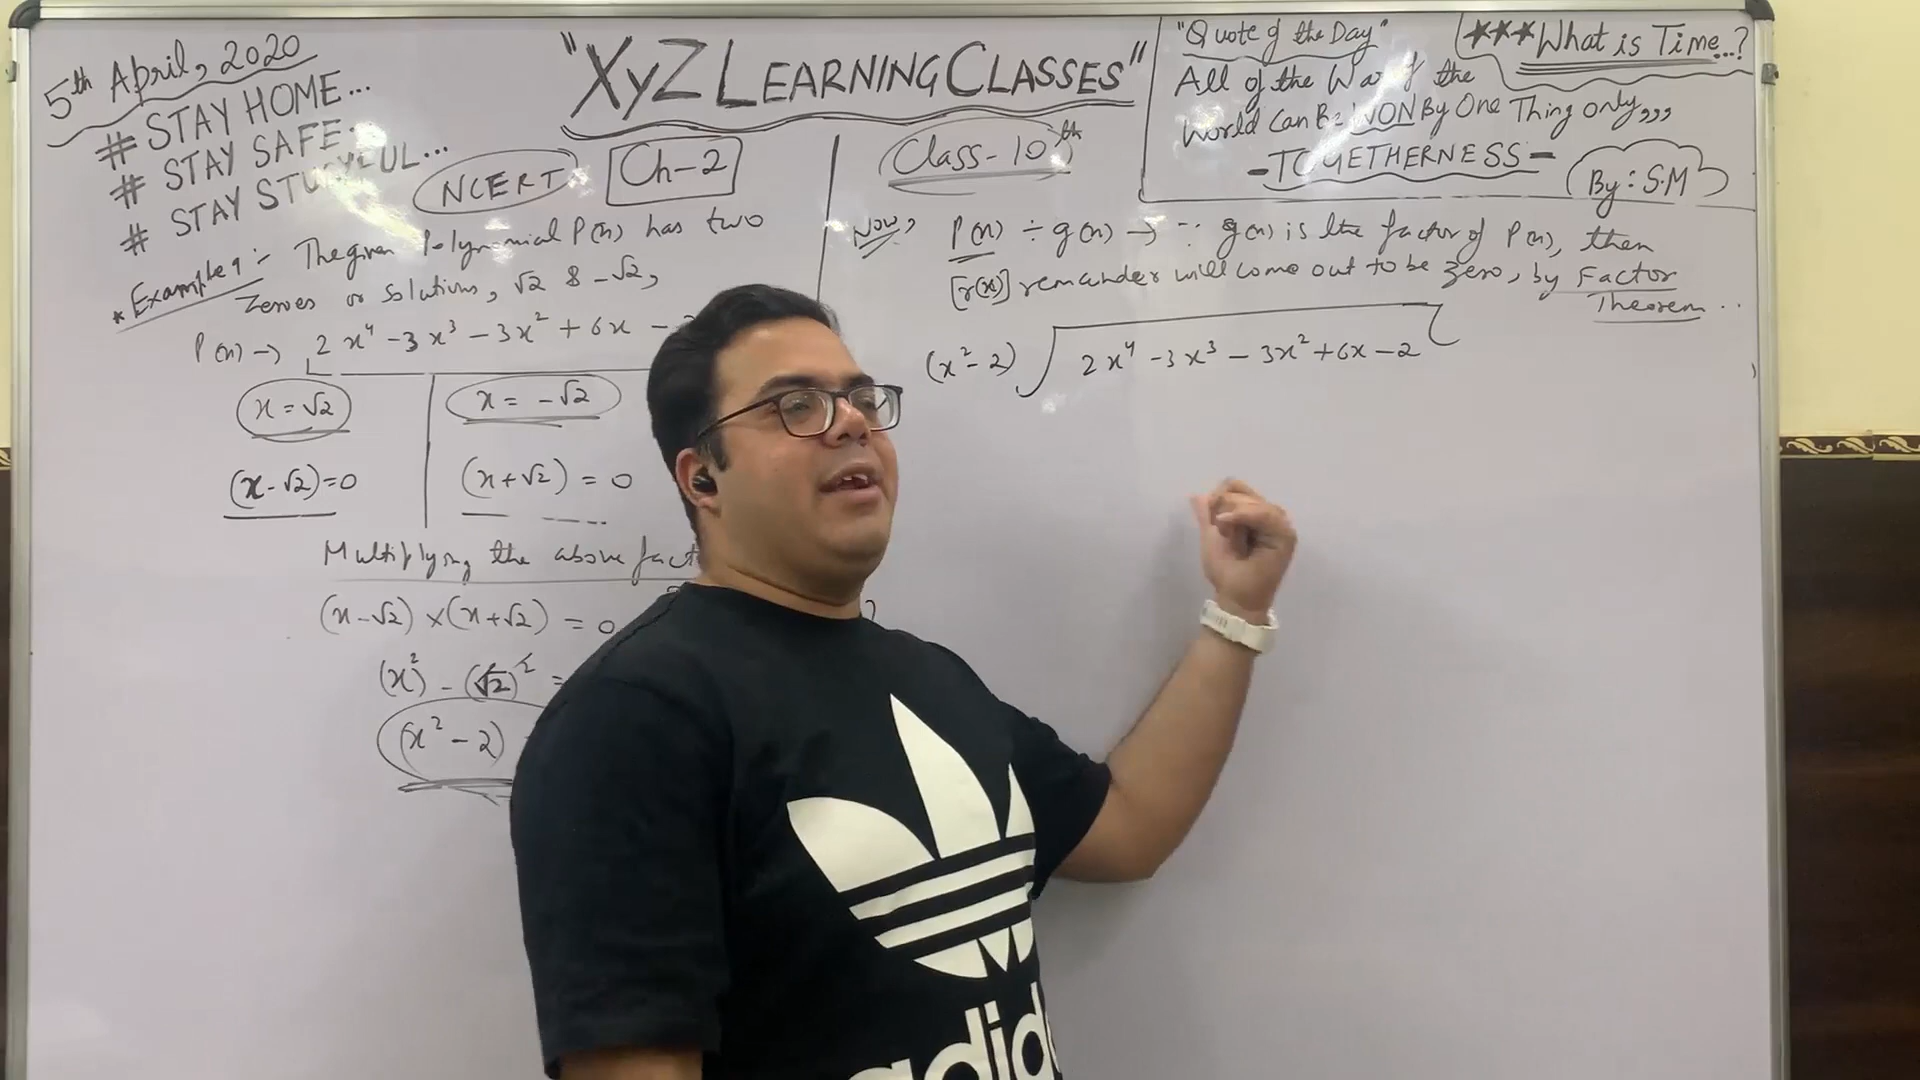 5th April, 2020
# STAY HOME...
# STAY SAFE.
# STAY STUDYFUL...
"XyZ LEARNING CLASSES"
"Quote of the Day"
All of the War of the
World Can Be WON By One Thing only,,,
- TOGETHERNESS -
By: S.M
***What is Time...?
NCERT
Ch-2
Class-10th
* Example 9:- The given Polynomial P(x) has two
Zeroes or Solutions, √2 & -√2,
P(x) → 2x⁴ -3x³ - 3x² + 6x -
x = √2
x = -√2
(x-√2)=0
(x+√2) = 0
Multiplying the above fact
(x-√2) ×(x+√2) = 0
(x²) - (√2)² =
(x² - 2)
Now, P(x) ÷ g(x) → ∵ g(x) is the factor of P(x), then
[r(x)] remainder will come out to be zero, by Factor
Theorem...
(x²-2) 2x⁴ -3x³ - 3x² +6x -2
adidas